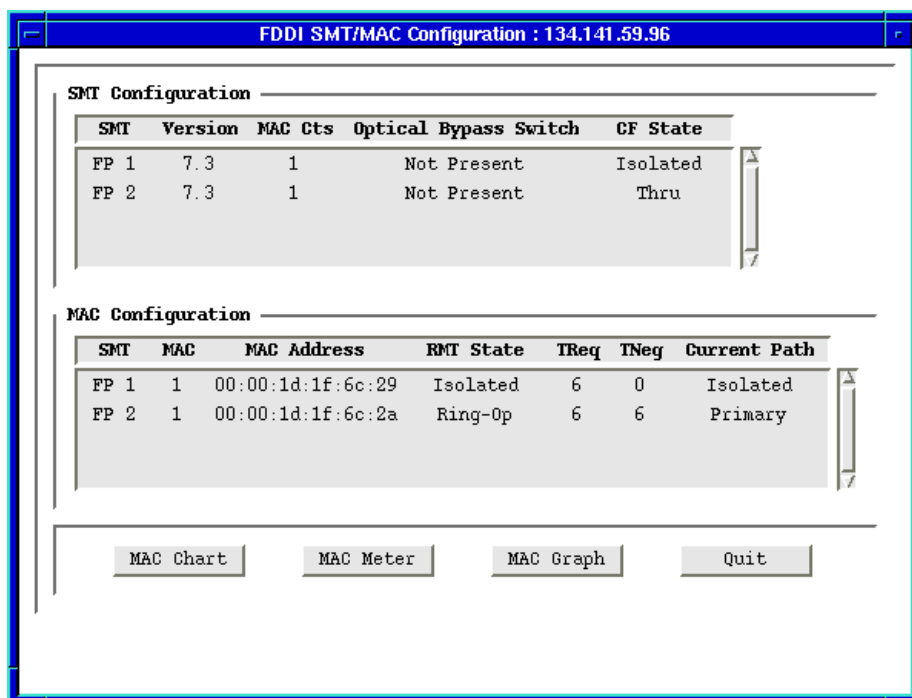 FDDI SMT/MAC Configuration : 134.141.59.96
SMT Configuration
SMT Version MAC Cts Optical Bypass Switch CF State
FP 1 7.3 1 Not Present Isolated
FP 2 7.3 1 Not Present Thru
MAC Configuration
SMT MAC MAC Address RMT State TReq TNeg Current Path
FP 1 1 00:00:1d:1f:6c:29 Isolated 6 0 Isolated
FP 2 1 00:00:1d:1f:6c:2a Ring-Op 6 6 Primary
MAC Chart MAC Meter MAC Graph Quit